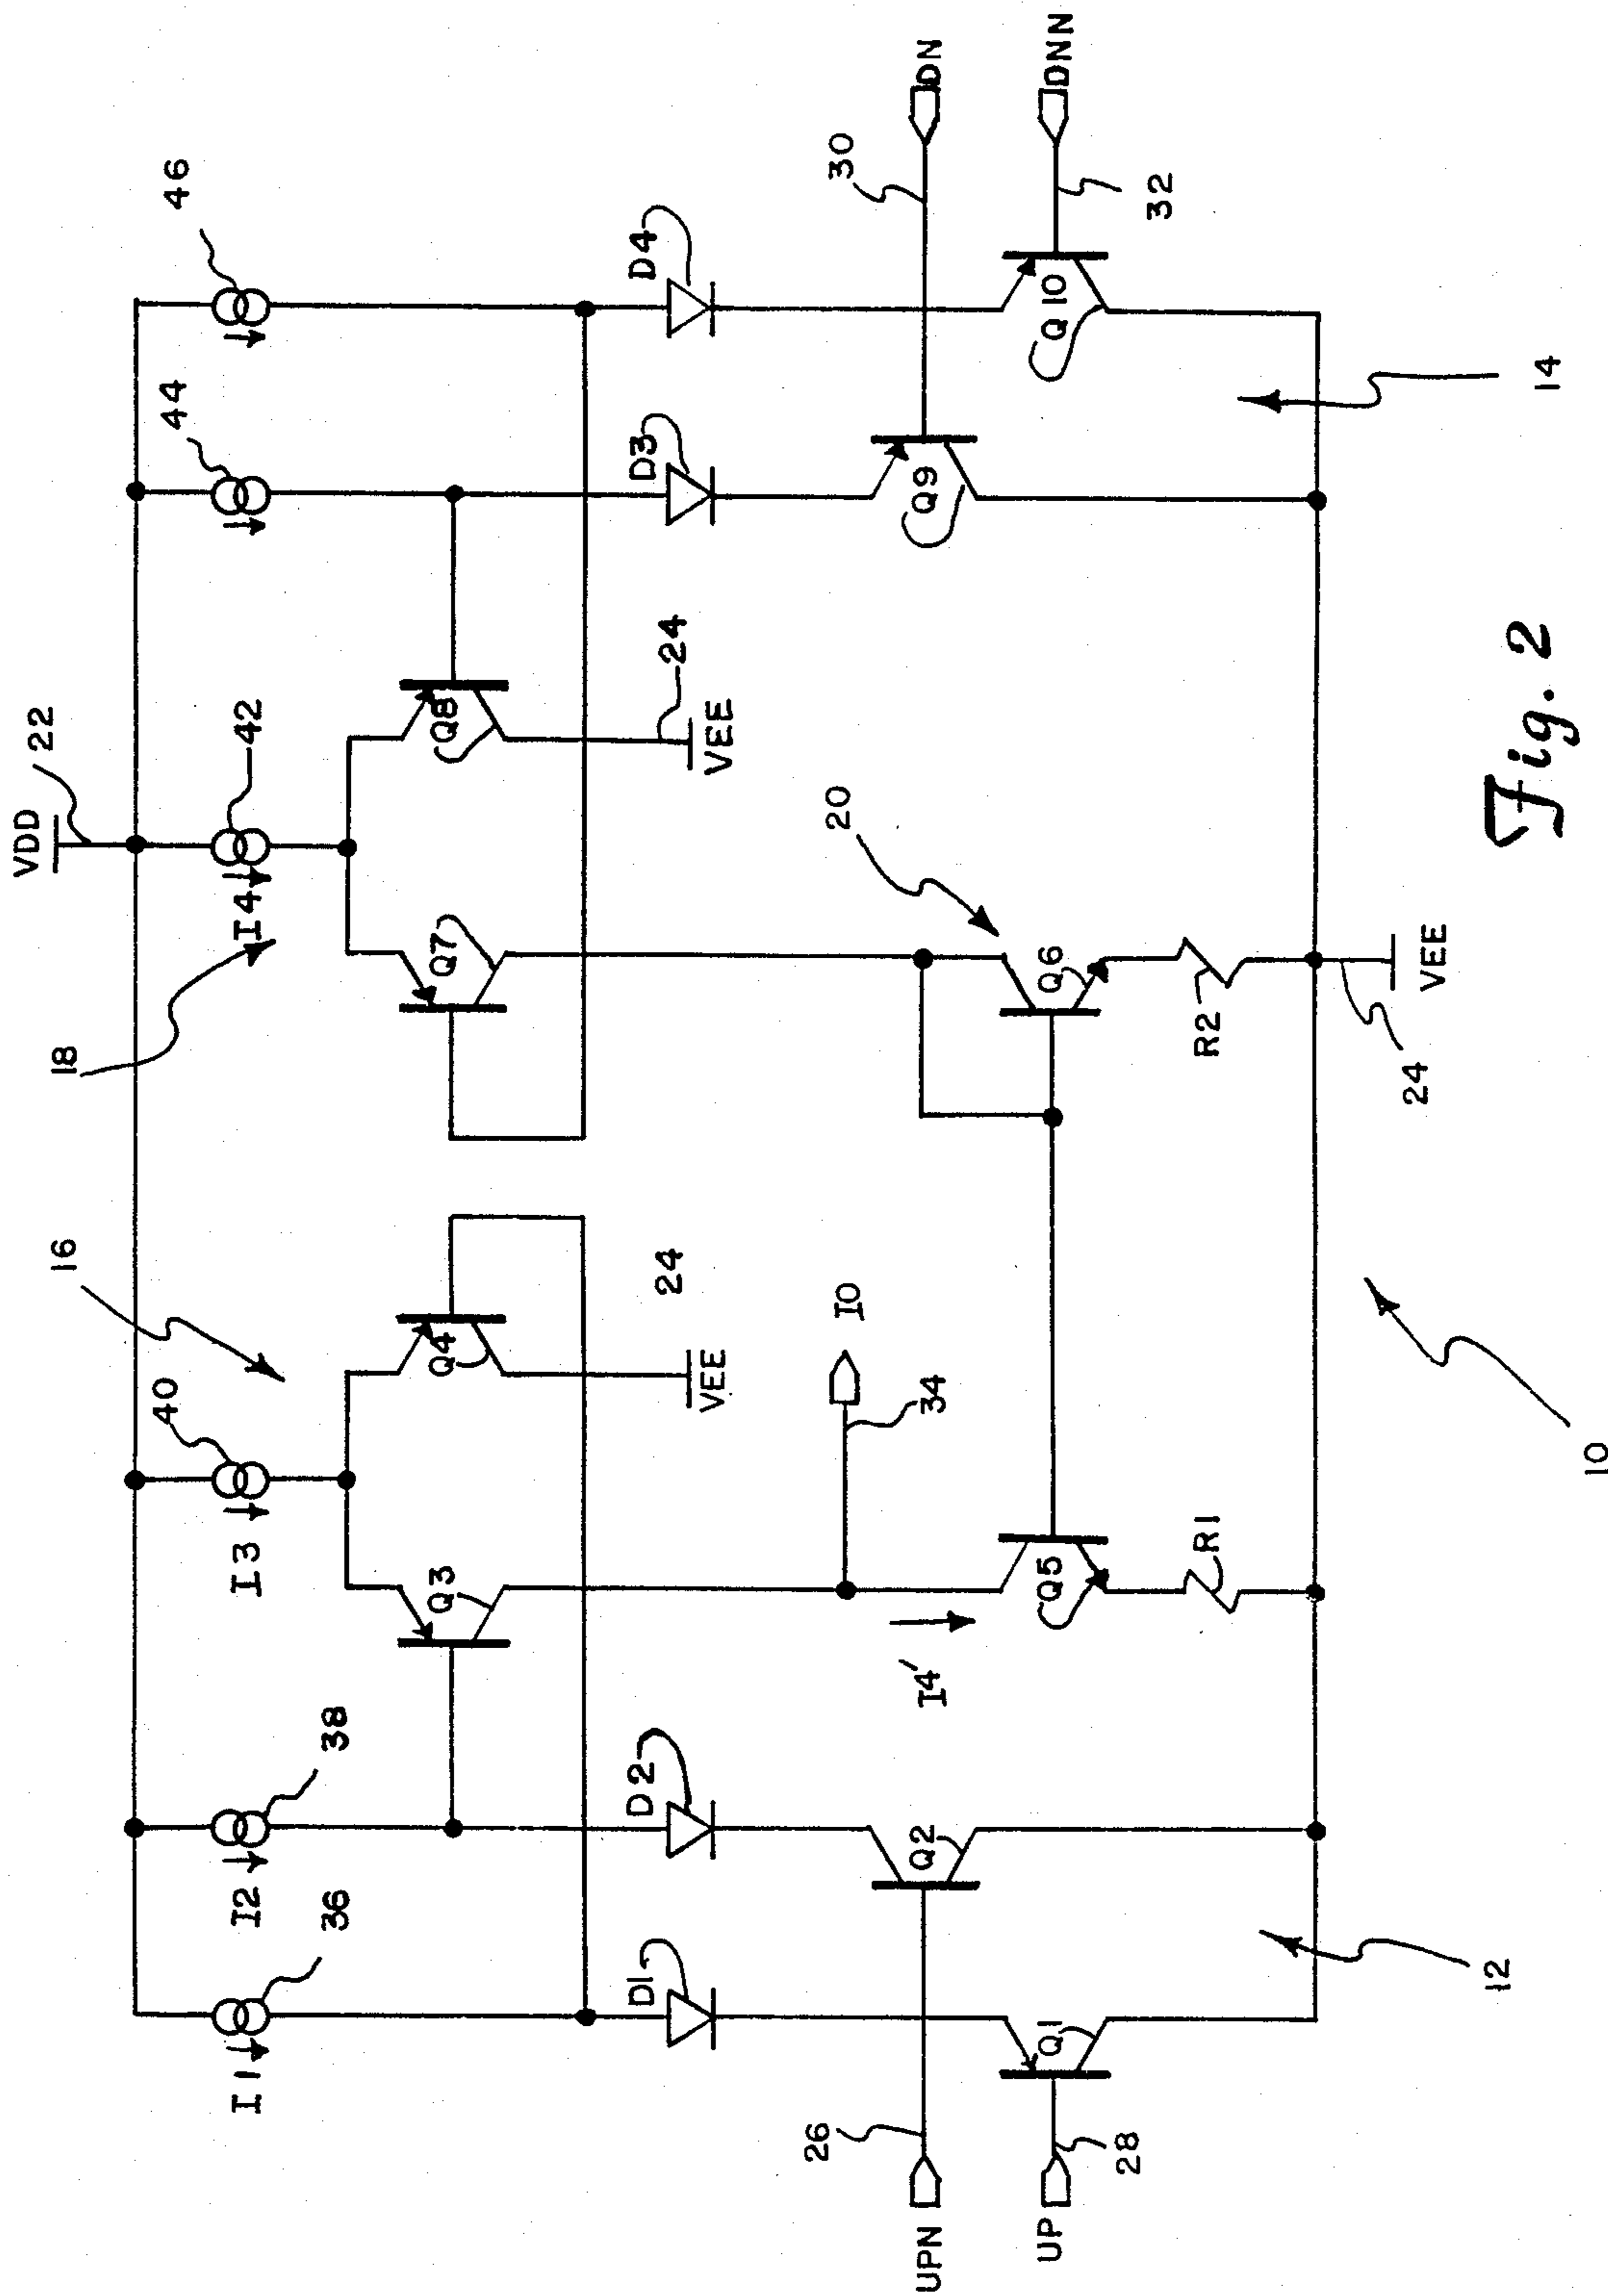 VDD
22
I1
36
I2
38
I3
40
16
18
I4
42
44
46
Q3
Q4
Q7
Q8
D1
D2
24
VEE
24
VEE
D3
D4
UPN
26
Q2
I4'
34
IO
20
Q9
30
DN
UP
28
Q1
Q5
Q6
Q10
32
DNN
R1
R2
12
10
24
VEE
14
Fig. 2